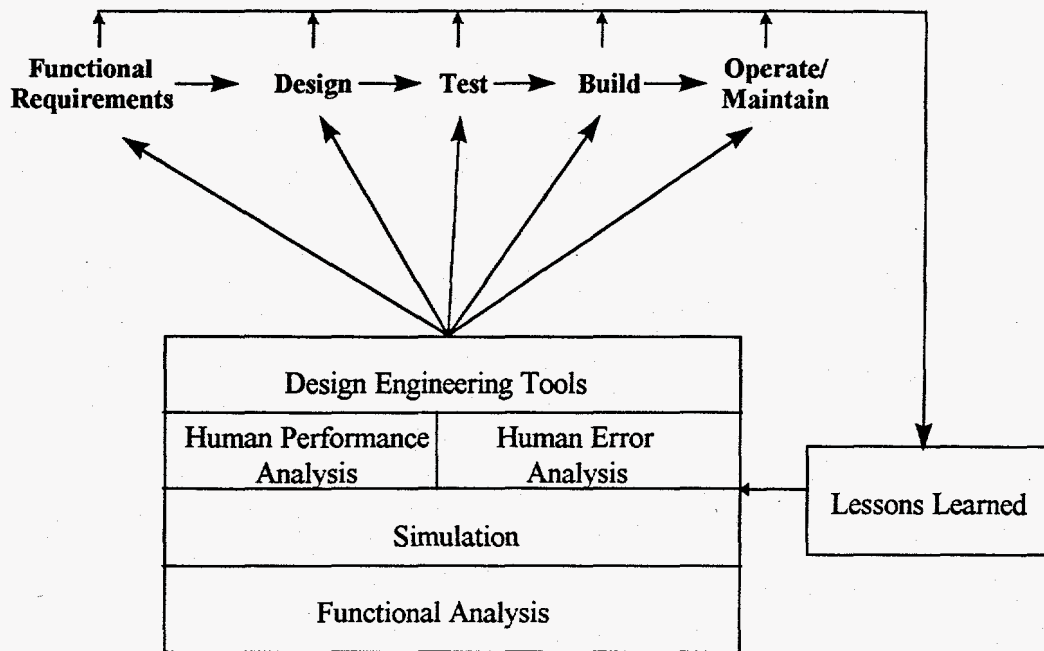 Functional
Requirements
Design
Test
Build
Operate/
Maintain
Design Engineering Tools
Human Performance
Analysis
Human Error
Analysis
Simulation
Functional Analysis
Lessons Learned